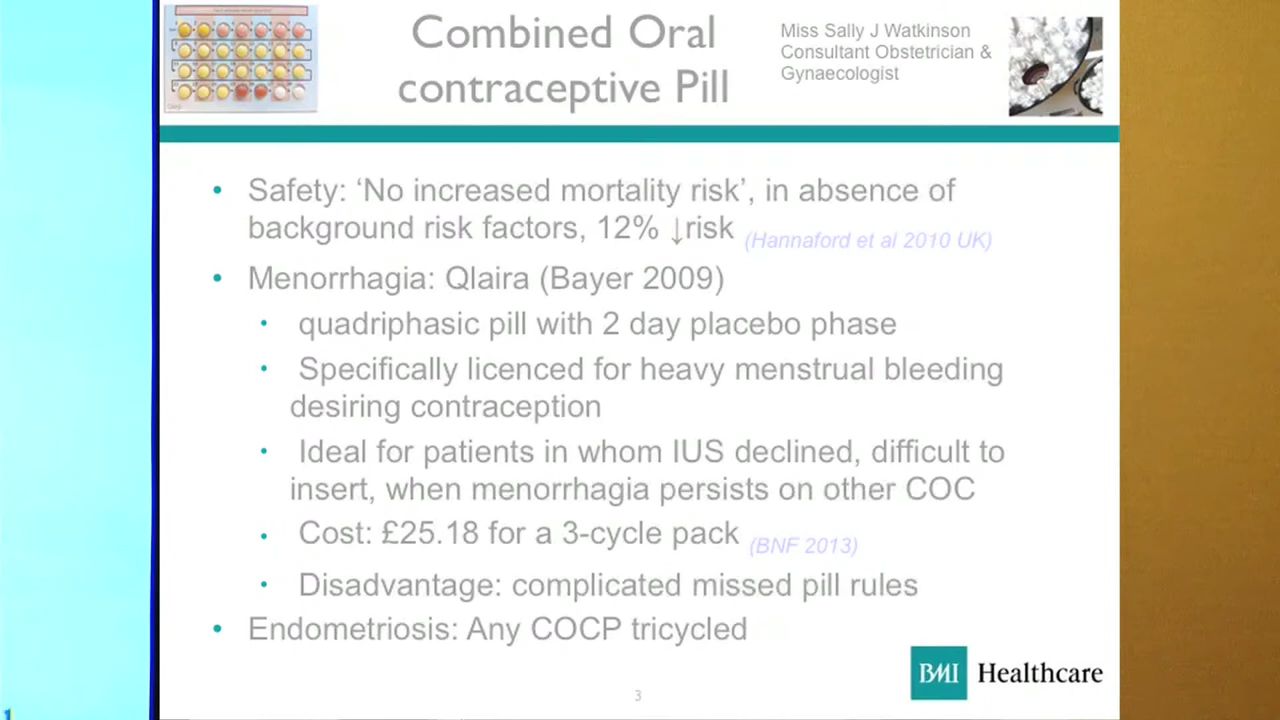 Combined Oral
contraceptive Pill
Miss Sally J Watkinson
Consultant Obstetrician &
Gynaecologist
• Safety: ‘No increased mortality risk’, in absence of
background risk factors, 12% ↓risk (Hannaford et al 2010 UK)
• Menorrhagia: Qlaira (Bayer 2009)
• quadriphasic pill with 2 day placebo phase
• Specifically licenced for heavy menstrual bleeding
desiring contraception
• Ideal for patients in whom IUS declined, difficult to
insert, when menorrhagia persists on other COC
• Cost: £25.18 for a 3-cycle pack (BNF 2013)
• Disadvantage: complicated missed pill rules
• Endometriosis: Any COCP tricycled
BMI Healthcare
3
1